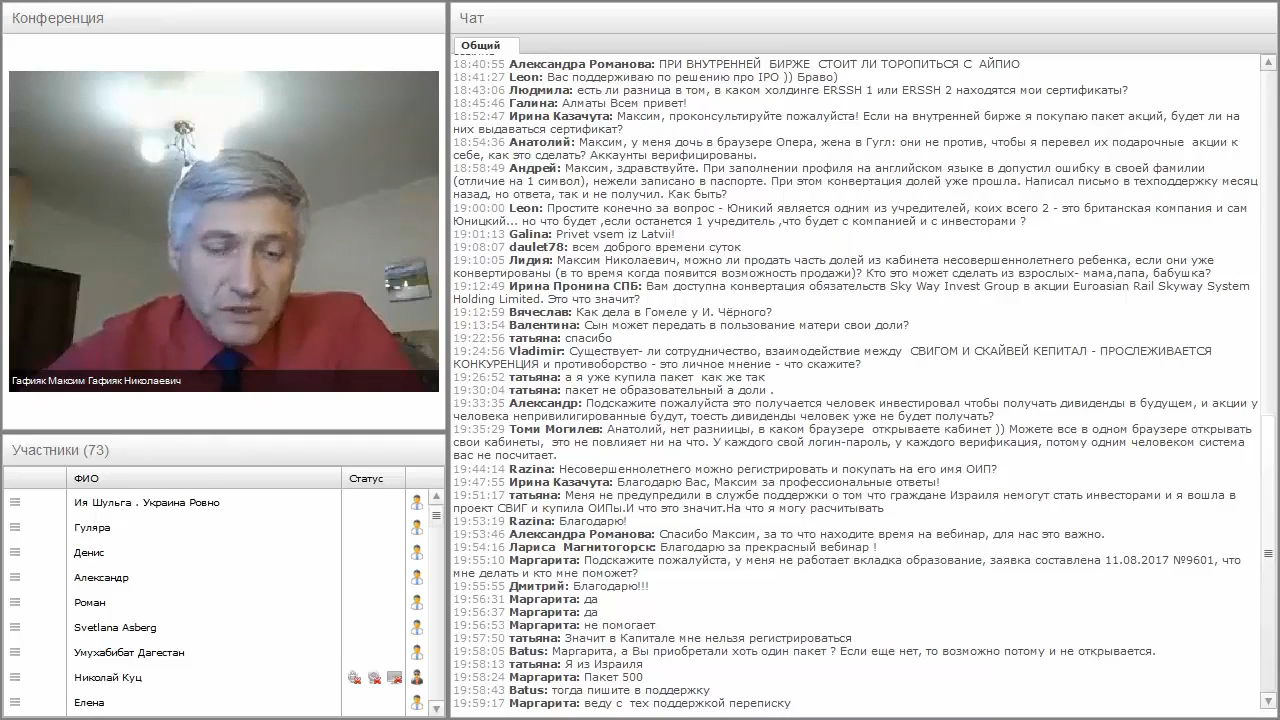 Конференция
Гафияк Максим Гафияк Николаевич
Участники (73)
ФИО
Статус
Ия Шульга . Украина Ровно
Гуляра
Денис
Александр
Роман
Svetlana Asberg
Умухабибат Дагестан
Николай Куц
Елена
Чат
Общий
18:40:55 Александра Романова: ПРИ ВНУТРЕННЕЙ БИРЖЕ СТОИТ ЛИ ТОРОПИТЬСЯ С АЙПИО
18:41:27 Leon: Вас поддерживаю по решению про IPO )) Браво)
18:43:06 Людмила: есть ли разница в том, в каком холдинге ERSSH 1 или ERSSH 2 находятся мои сертификаты?
18:45:46 Галина: Алматы Всем привет!
18:52:47 Ирина Казачута: Максим, проконсультируйте пожалуйста! Если на внутренней бирже я покупаю пакет акций, будет ли на
них выдаваться сертификат?
18:54:36 Анатолий: Максим, у меня дочь в браузере Опера, жена в Гугл: они не против, чтобы я перевел их подарочные акции к
себе, как это сделать? Аккаунты верифицированы.
18:58:49 Андрей: Максим, здравствуйте. При заполнении профиля на английском языке в допустил ошибку в своей фамилии
(отличие на 1 символ), нежели записано в паспорте. При этом конвертация долей уже прошла. Написал письмо в техподдержку месяц
назад, но ответа, так и не получил. Как быть?
19:00:00 Leon: Простите конечно за вопрос - Юникий является одним из учредителей, коих всего 2 - это британская компания и сам
Юницкий... но что будет ,если останется 1 учредитель ,что будет с компанией и с инвесторами ?
19:01:13 Galina: Privet vsem iz Latvii!
19:08:07 daulet78: всем доброго времени суток
19:10:05 Лидия: Максим Николаевич, можно ли продать часть долей из кабинета несовершеннолетнего ребенка, если они уже
конвертированы (в то время когда появится возможность продажи)? Кто это может сделать из взрослых- мама,папа, бабушка?
19:12:49 Ирина Пронина СПБ: Вам доступна конвертация обязательств Sky Way Invest Group в акции Euroasian Rail Skyway System
Holding Limited. Это что значит?
19:12:59 Вячеслав: Как дела в Гомеле у И. Чёрного?
19:13:54 Валентина: Сын может передать в пользование матери свои доли?
19:22:56 татьяна: спасибо
19:24:56 Vladimir: Существует- ли сотрудничество, взаимодействие между СВИГОМ И СКАЙВЕЙ КЕПИТАЛ - ПРОСЛЕЖИВАЕТСЯ
КОНКУРЕНЦИЯ и противоборство - это личное мнение - что скажите?
19:26:52 татьяна: а я уже купила пакет как же так
19:30:04 татьяна: пакет не образовательный а доли .
19:33:35 Александр: Подскажите пожалуйста это получается человек инвестировал чтобы получать дивиденды в будущем, и акции у
человека непривилигированные будут, тоесть дивиденды человек уже не будет получать?
19:35:29 Томи Могилев: Анатолий, нет разниицы, в каком браузере открываете кабинет )) Можете все в одном браузере открывать
свои кабинеты, это не повлияет ни на что. У каждого свой логин-пароль, у каждого верификация, потому одним человеком система
вас не посчитает.
19:44:14 Razina: Несовершеннолетнего можно регистрировать и покупать на его имя ОИП?
19:47:55 Ирина Казачута: Благодарю Вас, Максим за профессиональные ответы!
19:51:17 татьяна: Меня не предупредили в службе поддержки о том что граждане Израиля немогут стать инвесторами и я вошла в
проект СВИГ и купила ОИПы.И что это значит.На что я могу расчитывать
19:53:19 Razina: Благодарю!
19:53:46 Александра Романова: Спасибо Максим, за то что находите время на вебинар, для нас это важно.
19:54:16 Лариса Магнитогорск: Благодарю за прекрасный вебинар !
19:55:10 Маргарита: Подскажите пожалуйста, у меня не работает вкладка образование, заявка составлена 11.08.2017 №9601, что
мне делать и кто мне поможет?
19:55:55 Дмитрий: Благодарю!!!
19:56:31 Маргарита: да
19:56:37 Маргарита: да
19:56:53 Маргарита: не помогает
19:57:50 татьяна: Значит в Капитале мне нельзя регистрироваться
19:58:05 Batus: Маргарита, а Вы приобрели хоть один пакет ? Если еще нет, то возможно потому и не открывается.
19:58:13 татьяна: Я из Израиля
19:58:24 Маргарита: Пакет 500
19:58:43 Batus: тогда пишите в поддержку
19:59:17 Маргарита: веду с тех поддержкой переписку